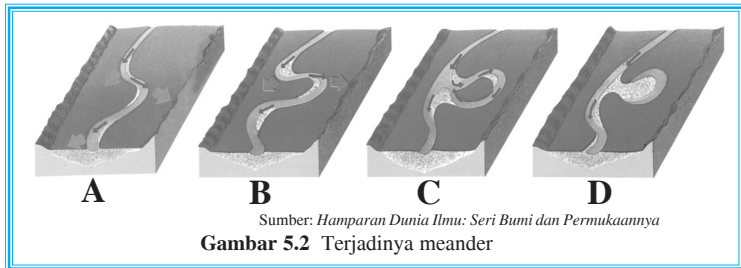 A B C D
Sumber: Hamparan Dunia Ilmu: Seri Bumi dan Permukaannya
Gambar 5.2 Terjadinya meander